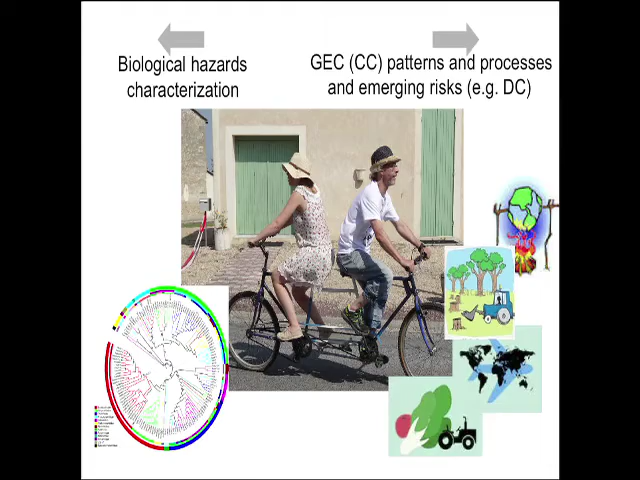 Biological hazards
characterization
GEC (CC) patterns and processes
and emerging risks (e.g. DC)